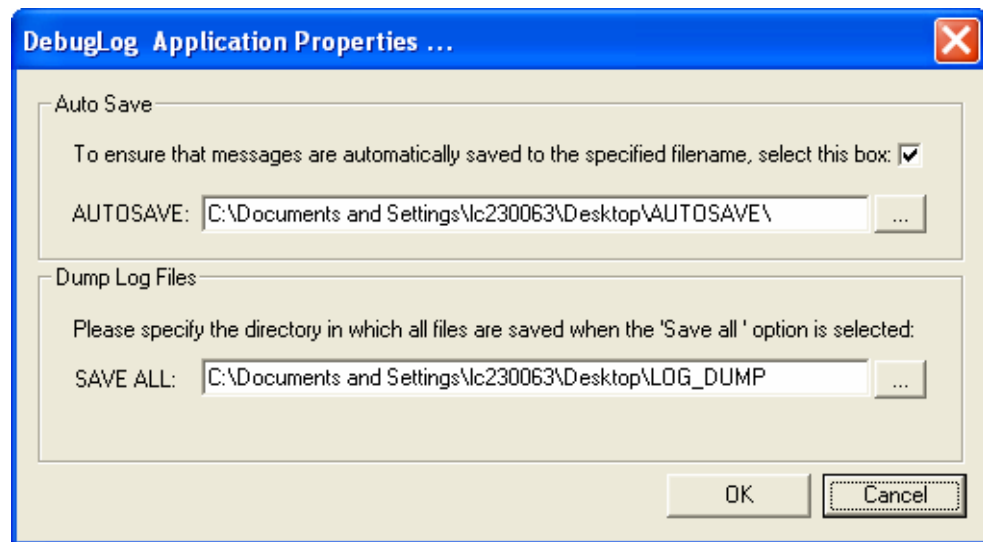 DebugLog Application Properties ...
Auto Save
To ensure that messages are automatically saved to the specified filename, select this box:
AUTOSAVE: C:\Documents and Settings\lc230063\Desktop\AUTOSAVE\ ...
Dump Log Files
Please specify the directory in which all files are saved when the 'Save all ' option is selected:
SAVE ALL: C:\Documents and Settings\lc230063\Desktop\LOG_DUMP ...
OK Cancel